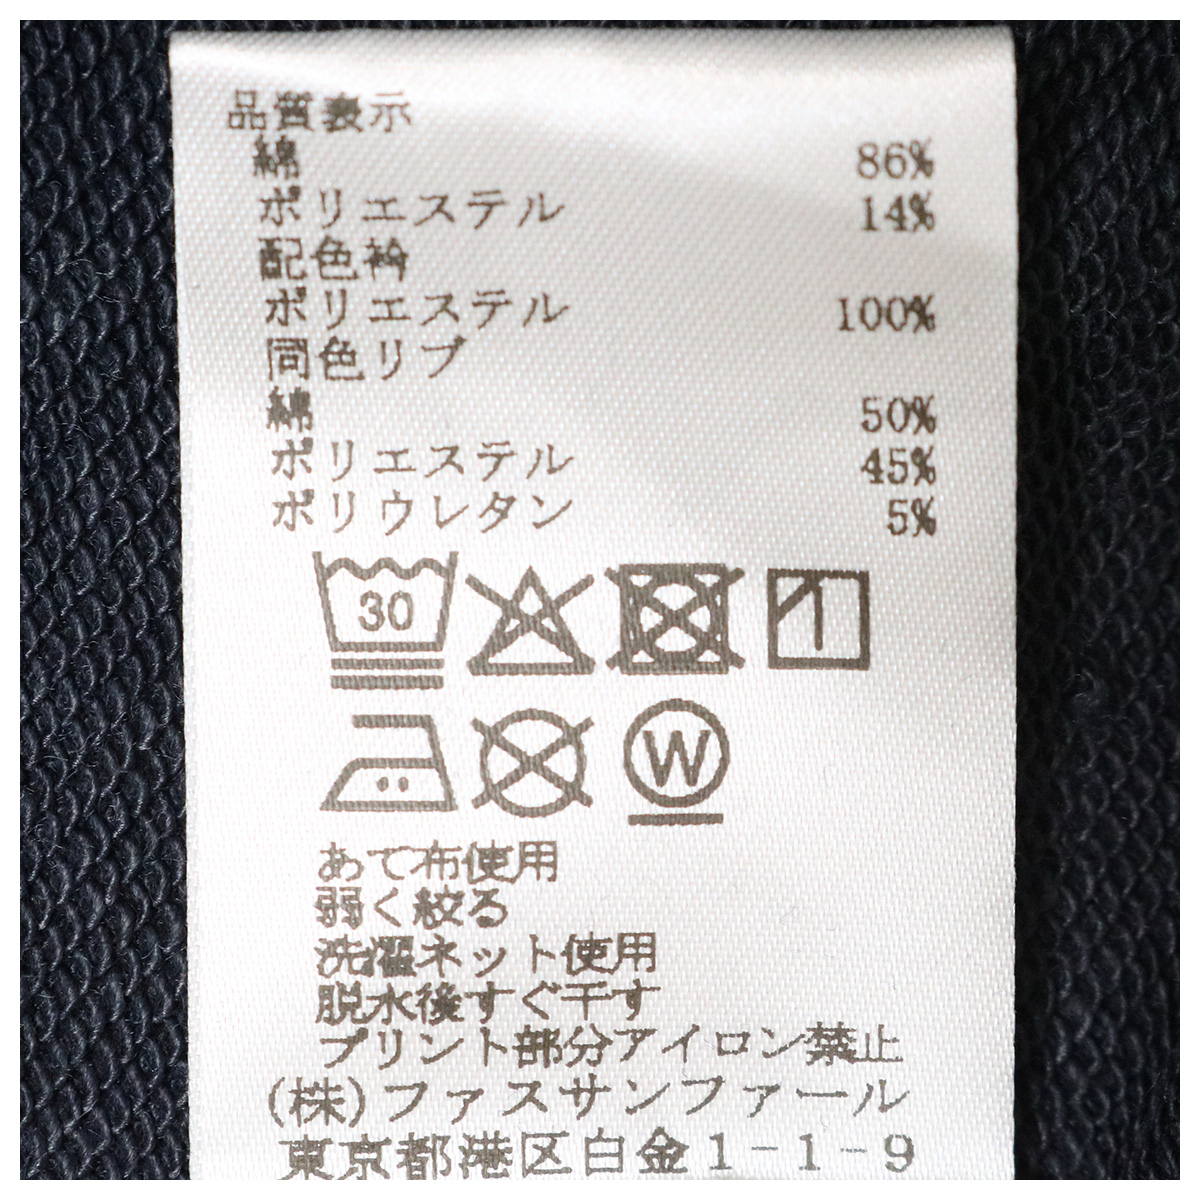 品質表示
綿 86%
ポリエステル 14%
配色衿
ポリエステル 100%
同色リブ
綿 50%
ポリエステル 45%
ポリウレタン 5%
30
W
あて布使用
弱く絞る
洗濯ネット使用
脱水後すぐ干す
プリント部分アイロン禁止
(株)ファスサンファール
東京都港区白金1-1-9